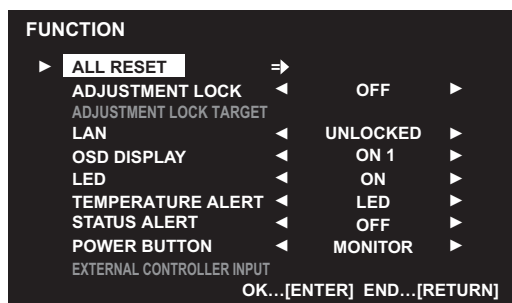 FUNCTION
ALL RESET
ADJUSTMENT LOCK OFF
ADJUSTMENT LOCK TARGET
LAN UNLOCKED
OSD DISPLAY ON 1
LED ON
TEMPERATURE ALERT LED
STATUS ALERT OFF
POWER BUTTON MONITOR
EXTERNAL CONTROLLER INPUT
OK...[ENTER] END...[RETURN]